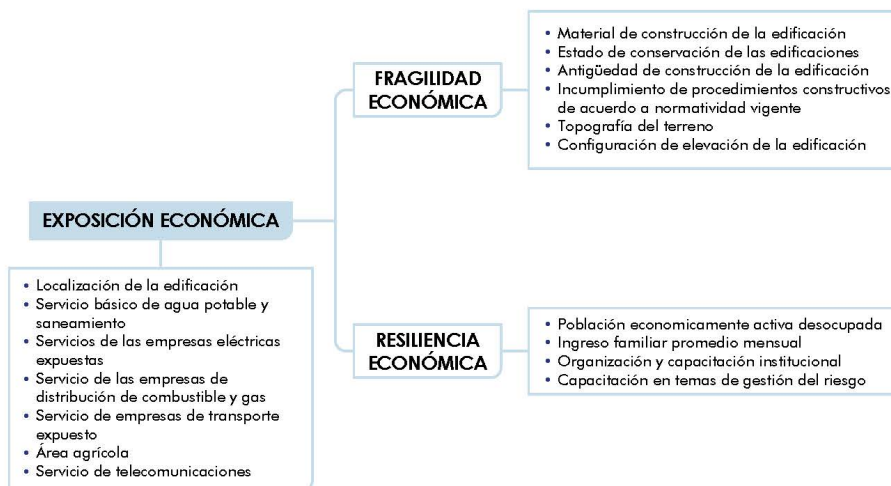 FRAGILIDAD
ECONÓMICA
• Material de construcción de la edificación
• Estado de conservación de las edificaciones
• Antigüedad de construcción de la edificación
• Incumplimiento de procedimientos constructivos
de acuerdo a normatividad vigente
• Topografía del terreno
• Configuración de elevación de la edificación
EXPOSICIÓN ECONÓMICA
• Localización de la edificación
• Servicio básico de agua potable y
saneamiento
• Servicios de las empresas eléctricas
expuestas
• Servicio de las empresas de
distribución de combustible y gas
• Servicio de empresas de transporte
expuesto
• Área agrícola
• Servicio de telecomunicaciones
RESILIENCIA
ECONÓMICA
• Población economicamente activa desocupada
• Ingreso familiar promedio mensual
• Organización y capacitación institucional
• Capacitación en temas de gestión del riesgo